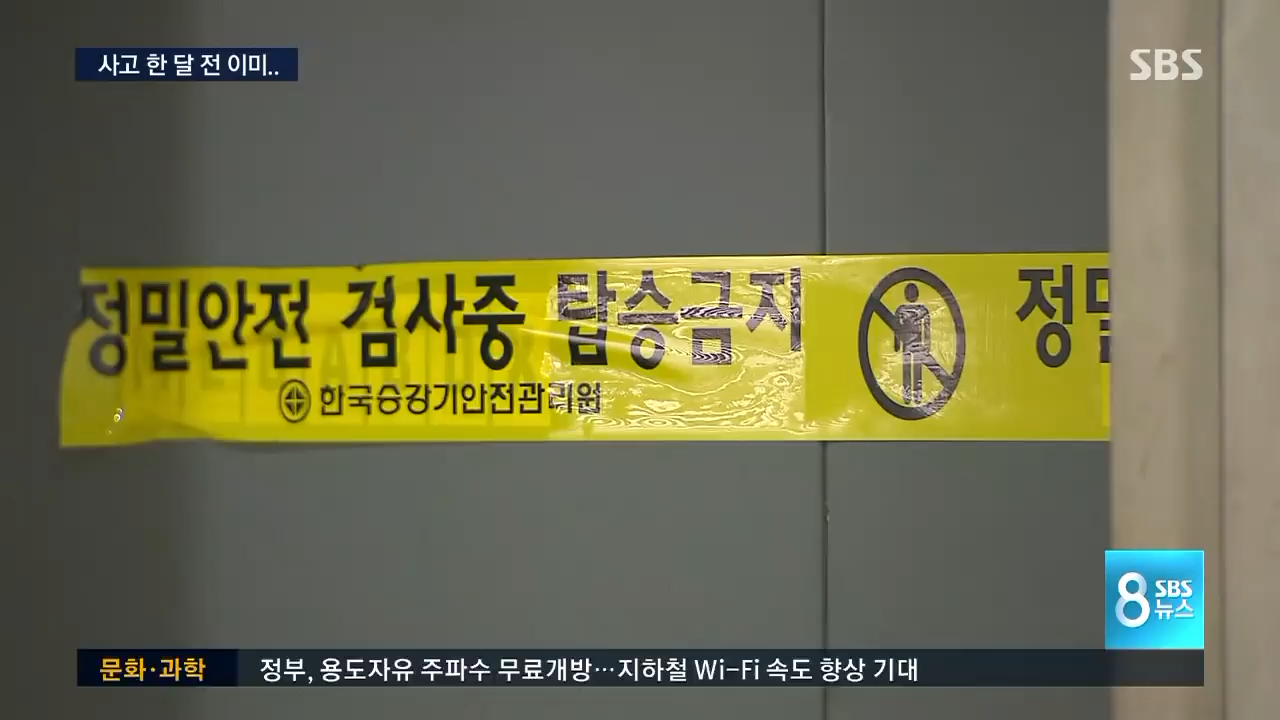 사고 한 달 전 이미..
SBS
정밀안전 검사중 탑승금지
정밀
한국승강기안전관리원
8 SBS
뉴스
문화·과학 정부, 용도자유 주파수 무료개방…지하철 Wi-Fi 속도 향상 기대